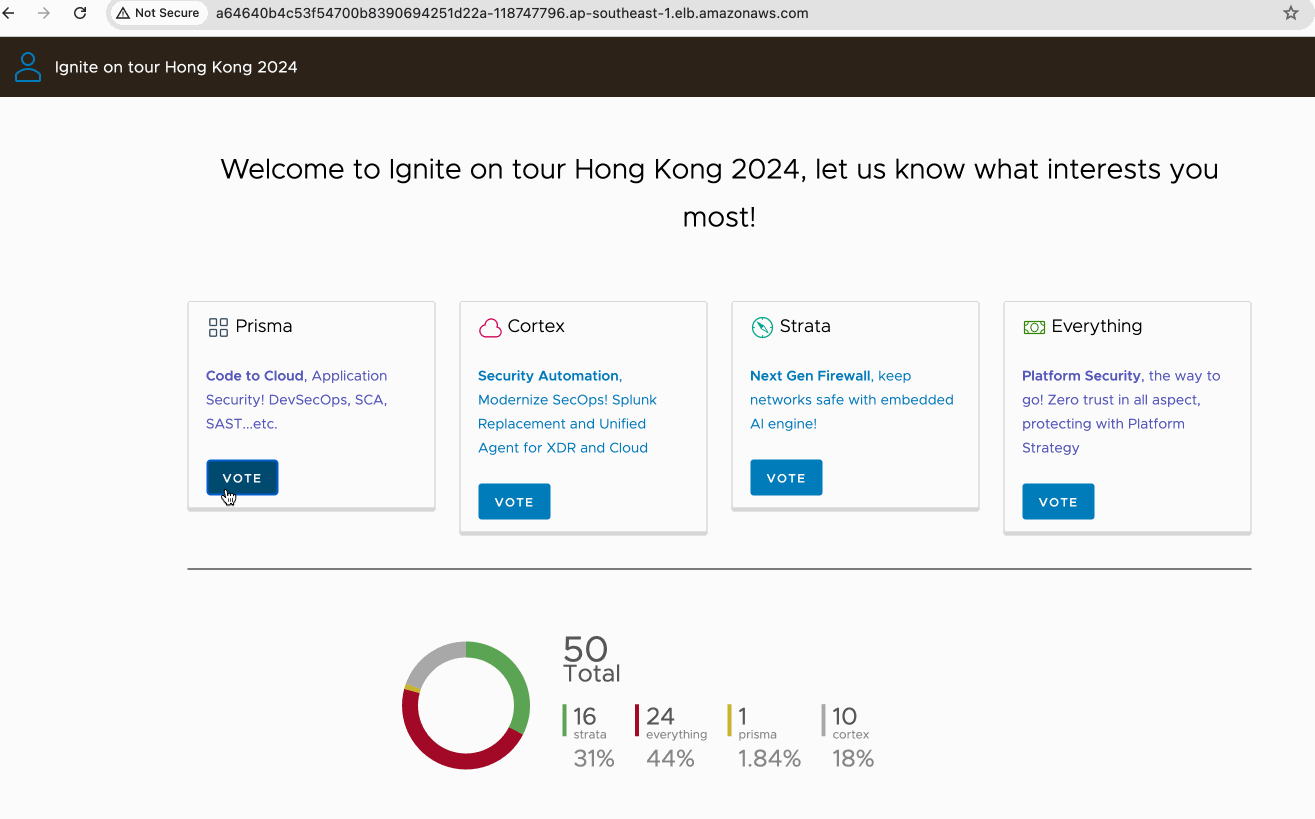 Not Secure
a64640b4c53f54700b8390694251d22a-118747796.ap-southeast-1.elb.amazonaws.com
Ignite on tour Hong Kong 2024
Welcome to Ignite on tour Hong Kong 2024, let us know what interests you
most!
Prisma
Code to Cloud, Application
Security! DevSecOps, SCA,
SAST...etc.
VOTE
Cortex
Security Automation,
Modernize SecOps! Splunk
Replacement and Unified
Agent for XDR and Cloud
VOTE
Strata
Next Gen Firewall, keep
networks safe with embedded
AI engine!
VOTE
Everything
Platform Security, the way to
go! Zero trust in all aspect,
protecting with Platform
Strategy
VOTE
50
Total
16
strata
31%
24
everything
44%
1
prisma
1.84%
10
cortex
18%